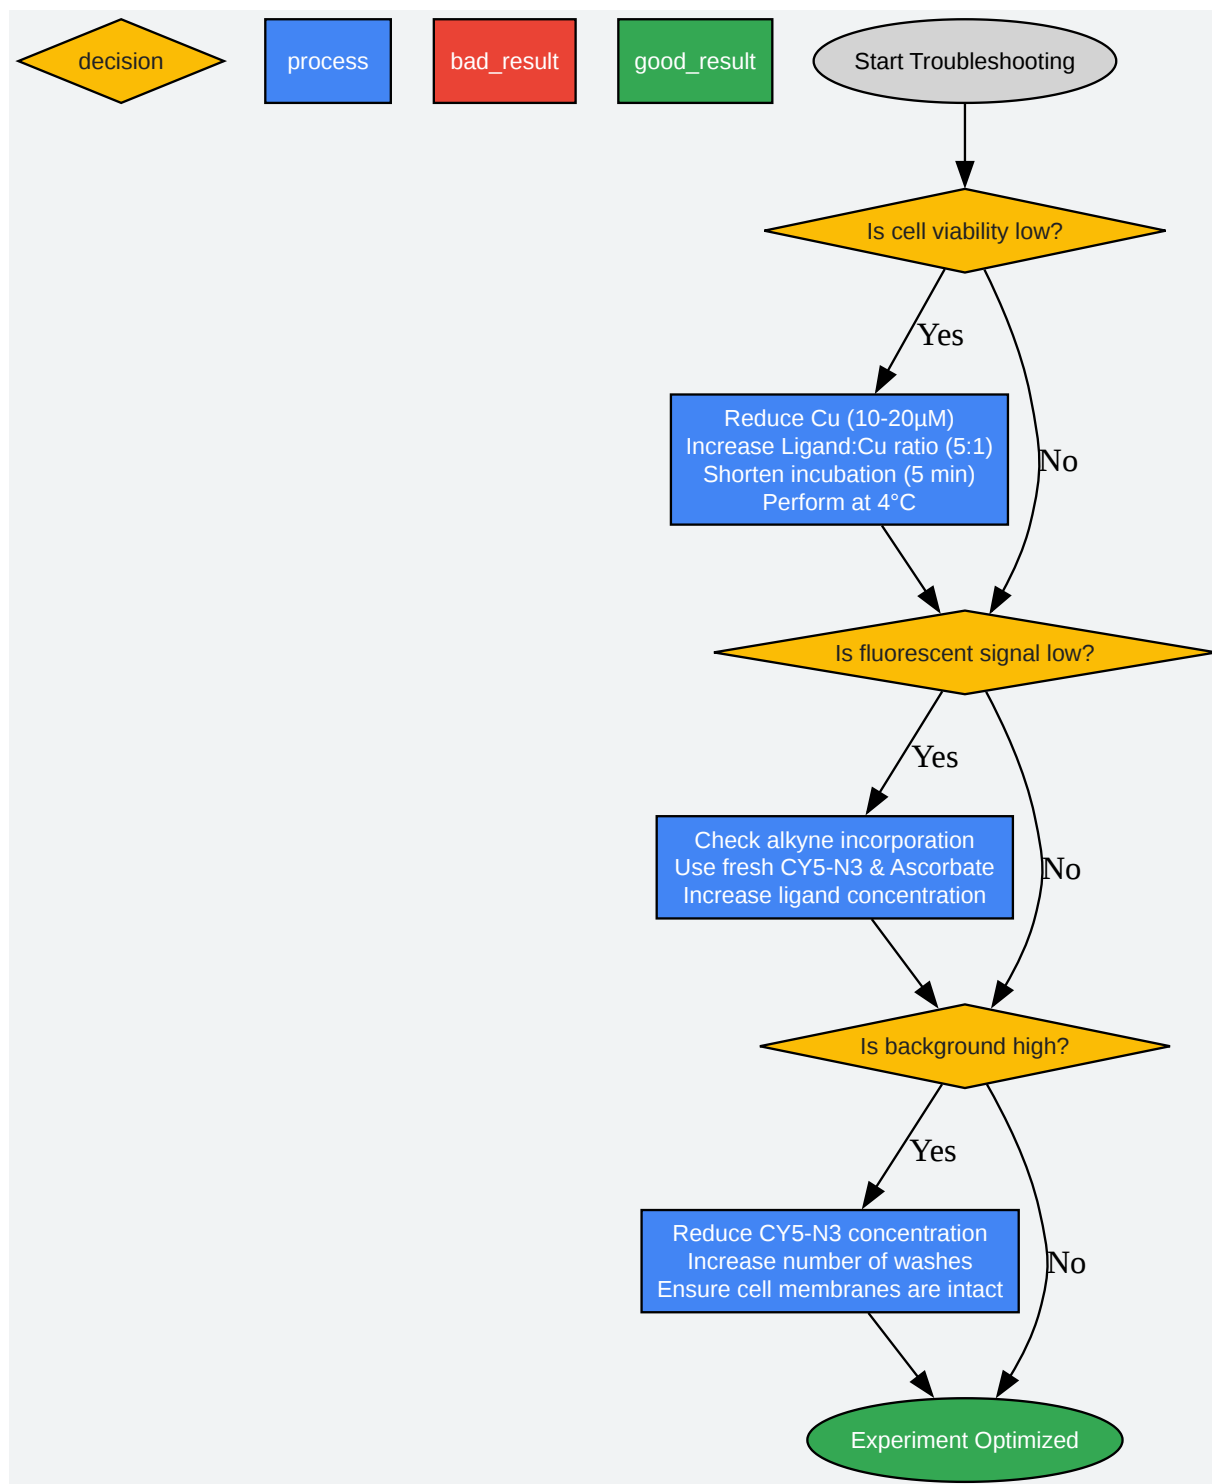 decision
process
bad_result
good_result
Start Troubleshooting
Is cell viability low?
Yes
Reduce Cu (10-20µM)
Increase Ligand:Cu ratio (5:1)
Shorten incubation (5 min)
Perform at 4°C
No
Is fluorescent signal low?
Yes
Check alkyne incorporation
Use fresh CY5-N3 & Ascorbate
Increase ligand concentration
No
Is background high?
Yes
Reduce CY5-N3 concentration
Increase number of washes
Ensure cell membranes are intact
No
Experiment Optimized